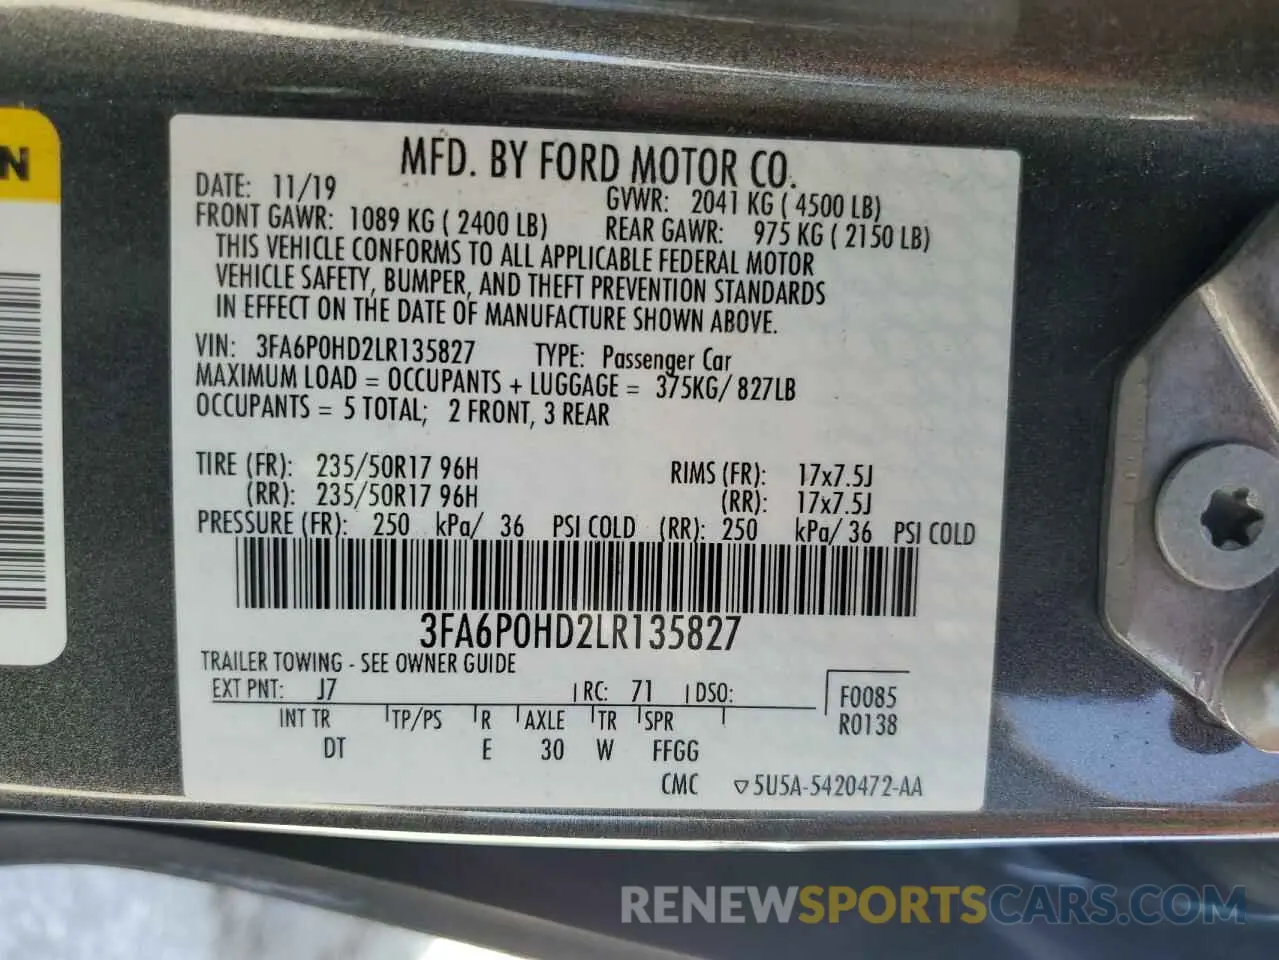 N
MFD. BY FORD MOTOR CO.
DATE: 11/19 GVWR: 2041 KG ( 4500 LB)
FRONT GAWR: 1089 KG ( 2400 LB) REAR GAWR: 975 KG ( 2150 LB)
THIS VEHICLE CONFORMS TO ALL APPLICABLE FEDERAL MOTOR
VEHICLE SAFETY, BUMPER, AND THEFT PREVENTION STANDARDS
IN EFFECT ON THE DATE OF MANUFACTURE SHOWN ABOVE.
VIN: 3FA6P0HD2LR135827 TYPE: Passenger Car
MAXIMUM LOAD = OCCUPANTS + LUGGAGE = 375KG/ 827LB
OCCUPANTS = 5 TOTAL; 2 FRONT, 3 REAR
TIRE (FR): 235/50R17 96H RIMS (FR): 17x7.5J
(RR): 235/50R17 96H (RR): 17x7.5J
PRESSURE (FR): 250 kPa/ 36 PSI COLD (RR): 250 kPa/ 36 PSI COLD
3FA6P0HD2LR135827
TRAILER TOWING - SEE OWNER GUIDE
EXT PNT: J7 RC: 71 DSO: F0085
INT TR TP/PS R AXLE TR SPR R0138
DT E 30 W FFGG
CMC ▽5U5A-5420472-AA
RENEWSPORTSCARS.COM